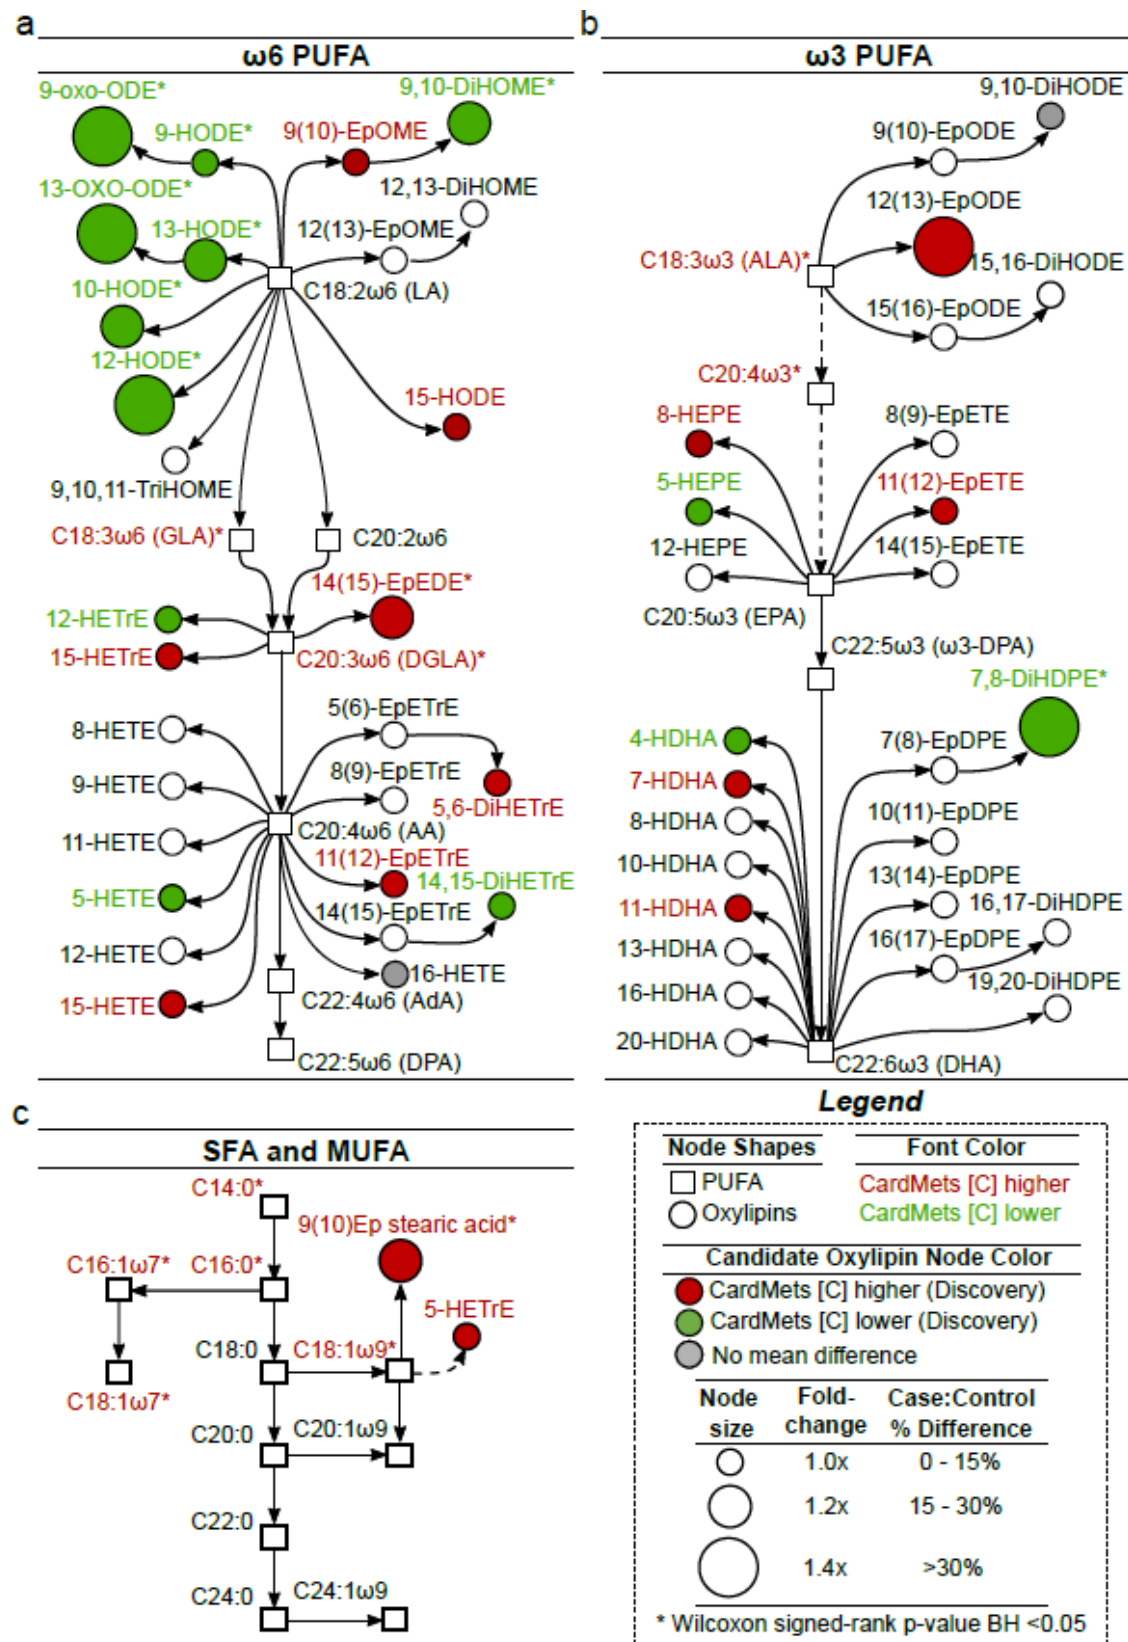 a
ω6 PUFA
9-oxo-ODE*
9,10-DiHOME*
9-HODE*
9(10)-EpOME
13-OXO-ODE*
12,13-DiHOME
13-HODE*
12(13)-EpOME
10-HODE*
C18:2ω6 (LA)
12-HODE*
15-HODE
9,10,11-TriHOME
C18:3ω6 (GLA)*
C20:2ω6
14(15)-EpEDE*
12-HETrE
15-HETrE
C20:3ω6 (DGLA)*
5(6)-EpETrE
8-HETE
8(9)-EpETrE
9-HETE
5,6-DiHETrE
C20:4ω6 (AA)
11-HETE
11(12)-EpETrE
14,15-DiHETrE
5-HETE
14(15)-EpETrE
12-HETE
16-HETE
C22:4ω6 (AdA)
15-HETE
C22:5ω6 (DPA)
b
ω3 PUFA
9,10-DiHODE
9(10)-EpODE
12(13)-EpODE
C18:3ω3 (ALA)*
15,16-DiHODE
15(16)-EpODE
C20:4ω3*
8-HEPE
8(9)-EpETE
5-HEPE
11(12)-EpETE
12-HEPE
14(15)-EpETE
C20:5ω3 (EPA)
C22:5ω3 (ω3-DPA)
7,8-DiHDPE*
4-HDHA
7(8)-EpDPE
7-HDHA
8-HDHA
10(11)-EpDPE
10-HDHA
13(14)-EpDPE
11-HDHA
16,17-DiHDPE
13-HDHA
16(17)-EpDPE
16-HDHA
19,20-DiHDPE
20-HDHA
C22:6ω3 (DHA)
c
SFA and MUFA
C14:0*
9(10)Ep stearic acid*
C16:1ω7*
C16:0*
5-HETrE
C18:0
C18:1ω9*
C18:1ω7*
C20:0
C20:1ω9
C22:0
C24:0
C24:1ω9
Legend
Node Shapes
Font Color
PUFA
CardMets [C] higher
Oxylipins
CardMets [C] lower
Candidate Oxylipin Node Color
CardMets [C] higher (Discovery)
CardMets [C] lower (Discovery)
No mean difference
Node size
Fold-change
Case:Control % Difference
1.0x
0 - 15%
1.2x
15 - 30%
1.4x
>30%
* Wilcoxon signed-rank p-value BH <0.05